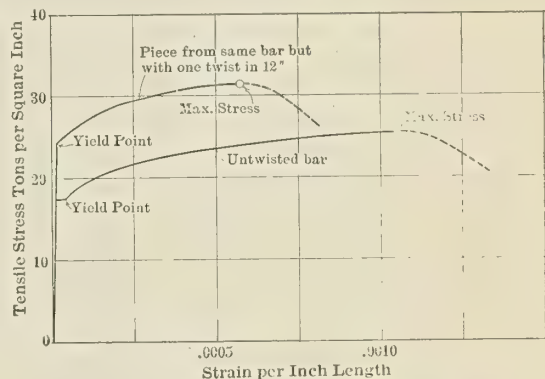 Tensile Stress Tons per Square Inch
40
30
20
10
0
Piece from same bar but
with one twist in 12"
Max. Stress
Max. Stress
Yield Point
Untwisted bar
Yield Point
.0005
.0010
Strain per Inch Length